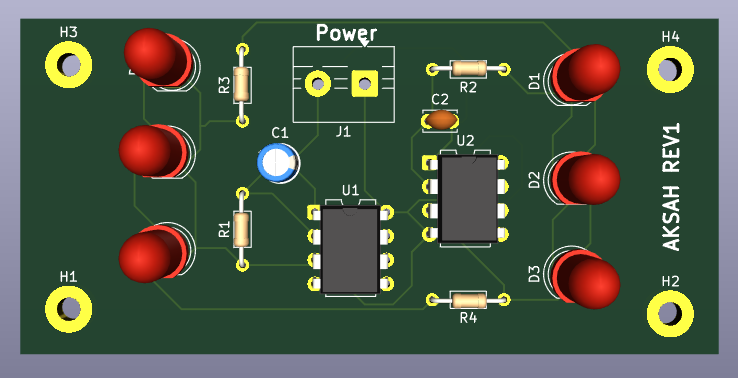 Power
H3
H4
R3
R2
D1
C2
J1
C1
U2
AKSAH REV1
U1
D2
R1
D3
H1
H2
R4